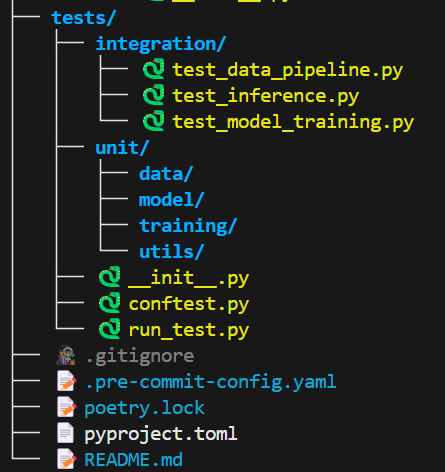 tests/
integration/
test_data_pipeline.py
test_inference.py
test_model_training.py
unit/
data/
model/
training/
utils/
__init__.py
conftest.py
run_test.py
.gitignore
.pre-commit-config.yaml
poetry.lock
pyproject.toml
README.md